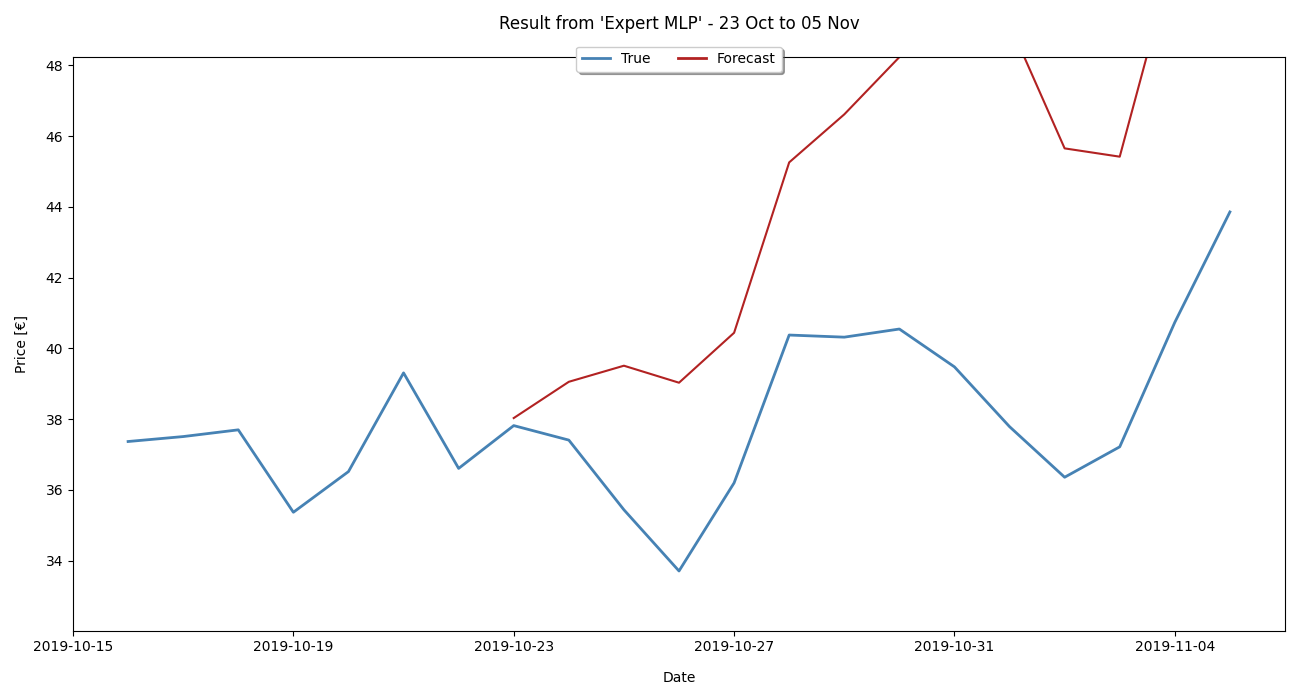 Result from 'Expert MLP' - 23 Oct to 05 Nov
True Forecast
48
46
44
42
40
38
36
34
Price [€]
2019-10-15 2019-10-19 2019-10-23 2019-10-27 2019-10-31 2019-11-04
Date